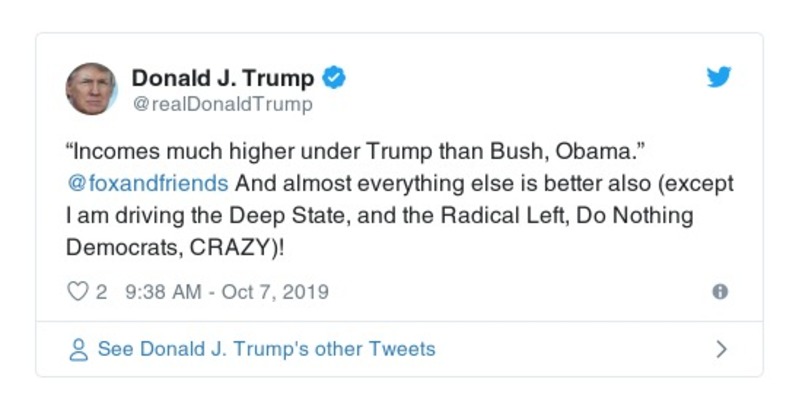 Donald J. Trump
@realDonaldTrump
“Incomes much higher under Trump than Bush, Obama.”
@foxandfriends And almost everything else is better also (except
I am driving the Deep State, and the Radical Left, Do Nothing
Democrats, CRAZY)!
2 9:38 AM - Oct 7, 2019
See Donald J. Trump's other Tweets